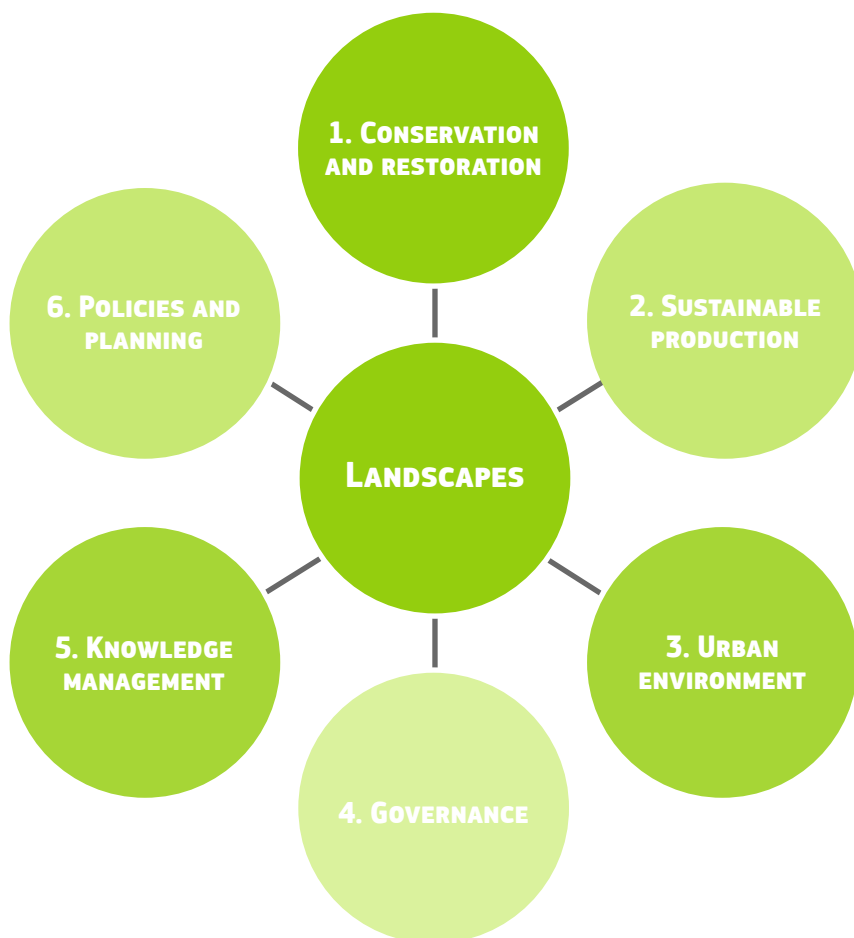 1. Conservation
and restoration
6. Policies and
planning
2. Sustainable
production
Landscapes
5. Knowledge
management
3. Urban
environment
4. Governance